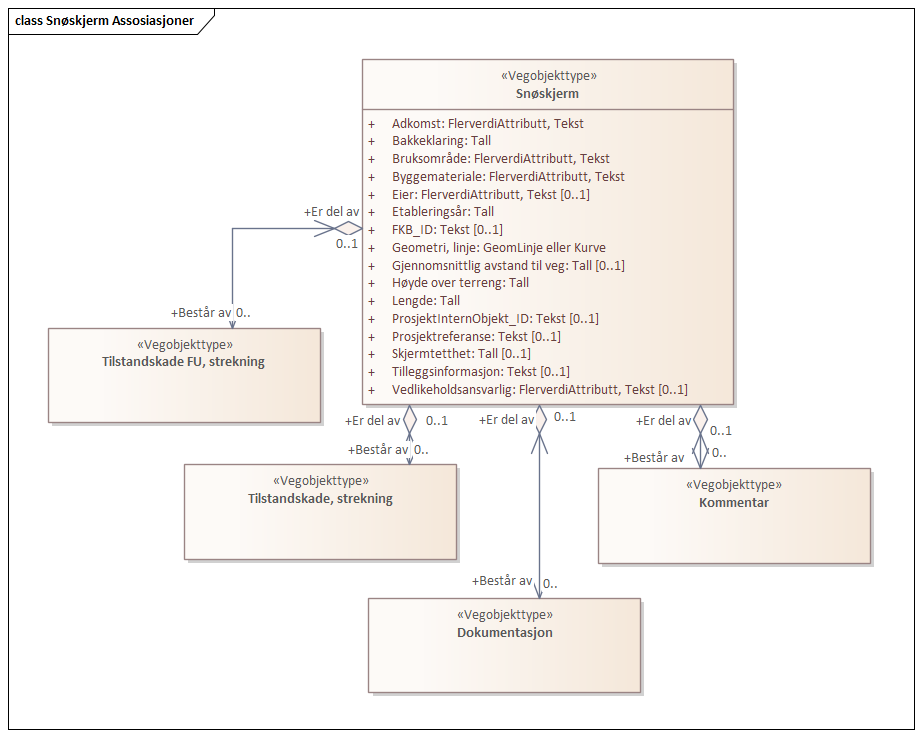 class Snøskjerm Assosiasjoner
«Vegobjekttype»
Snøskjerm
+ Adkomst: FlerverdiAttributt, Tekst
+ Bakkeklaring: Tall
+ Bruksområde: FlerverdiAttributt, Tekst
+ Byggemateriale: FlerverdiAttributt, Tekst
+ Eier: FlerverdiAttributt, Tekst [0..1]
+ Etableringsår: Tall
+ FKB_ID: Tekst [0..1]
+ Geometri, linje: GeomLinje eller Kurve
+ Gjennomsnittlig avstand til veg: Tall [0..1]
+ Høyde over terreng: Tall
+ Lengde: Tall
+ ProsjektInternObjekt_ID: Tekst [0..1]
+ Prosjektreferanse: Tekst [0..1]
+ Skjermtetthet: Tall [0..1]
+ Tilleggsinformasjon: Tekst [0..1]
+ Vedlikeholdsansvarlig: FlerverdiAttributt, Tekst [0..1]
+Er del av
0..1
+Består av 0..
«Vegobjekttype»
Tilstandskade FU, strekning
+Er del av 0..1
+Består av 0..
«Vegobjekttype»
Tilstandskade, strekning
+Er del av 0..1
+Består av 0..
«Vegobjekttype»
Dokumentasjon
+Er del av
0..1
+Består av 0..
«Vegobjekttype»
Kommentar